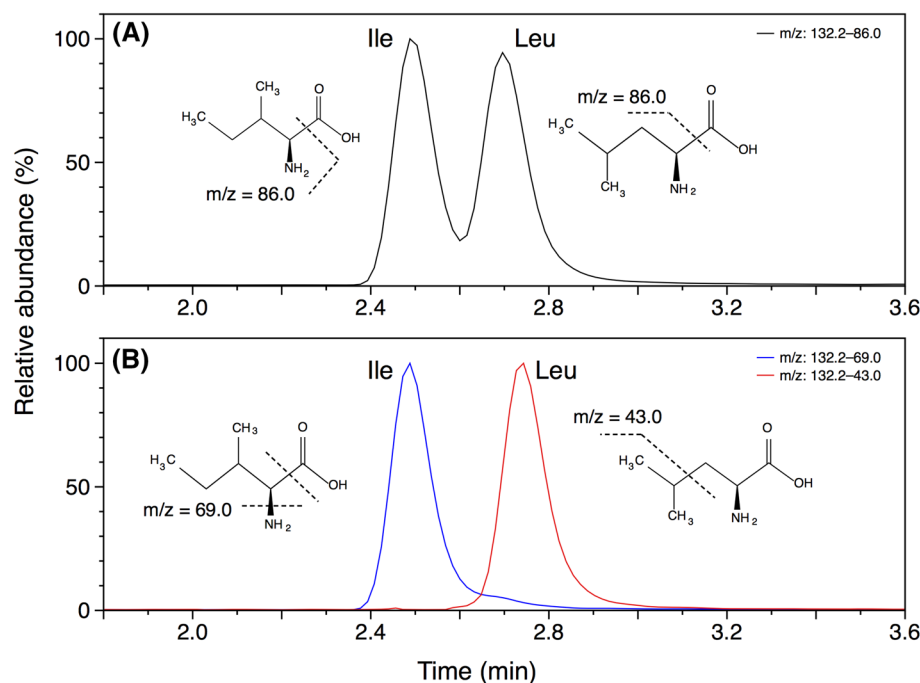 (A)
Ile
Leu
m/z: 132.2–86.0
CH₃
H₃C
O
OH
NH₂
m/z = 86.0
m/z = 86.0
H₃C
CH₃
O
OH
NH₂
100
50
0
2.0 2.4 2.8 3.2 3.6
Relative abundance (%)
(B)
Ile
Leu
m/z: 132.2–69.0
m/z: 132.2–43.0
CH₃
H₃C
O
OH
NH₂
m/z = 69.0
m/z = 43.0
H₃C
CH₃
O
OH
NH₂
100
50
0
2.0 2.4 2.8 3.2 3.6
Time (min)